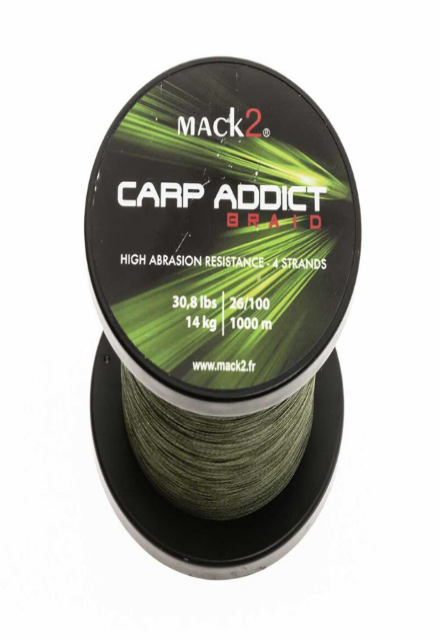 MACK2®
CARP ADDICT
BRAID
HIGH ABRASION RESISTANCE - 4 STRANDS
30,8 lbs | 26/100
14 kg | 1000 m
www.mack2.fr